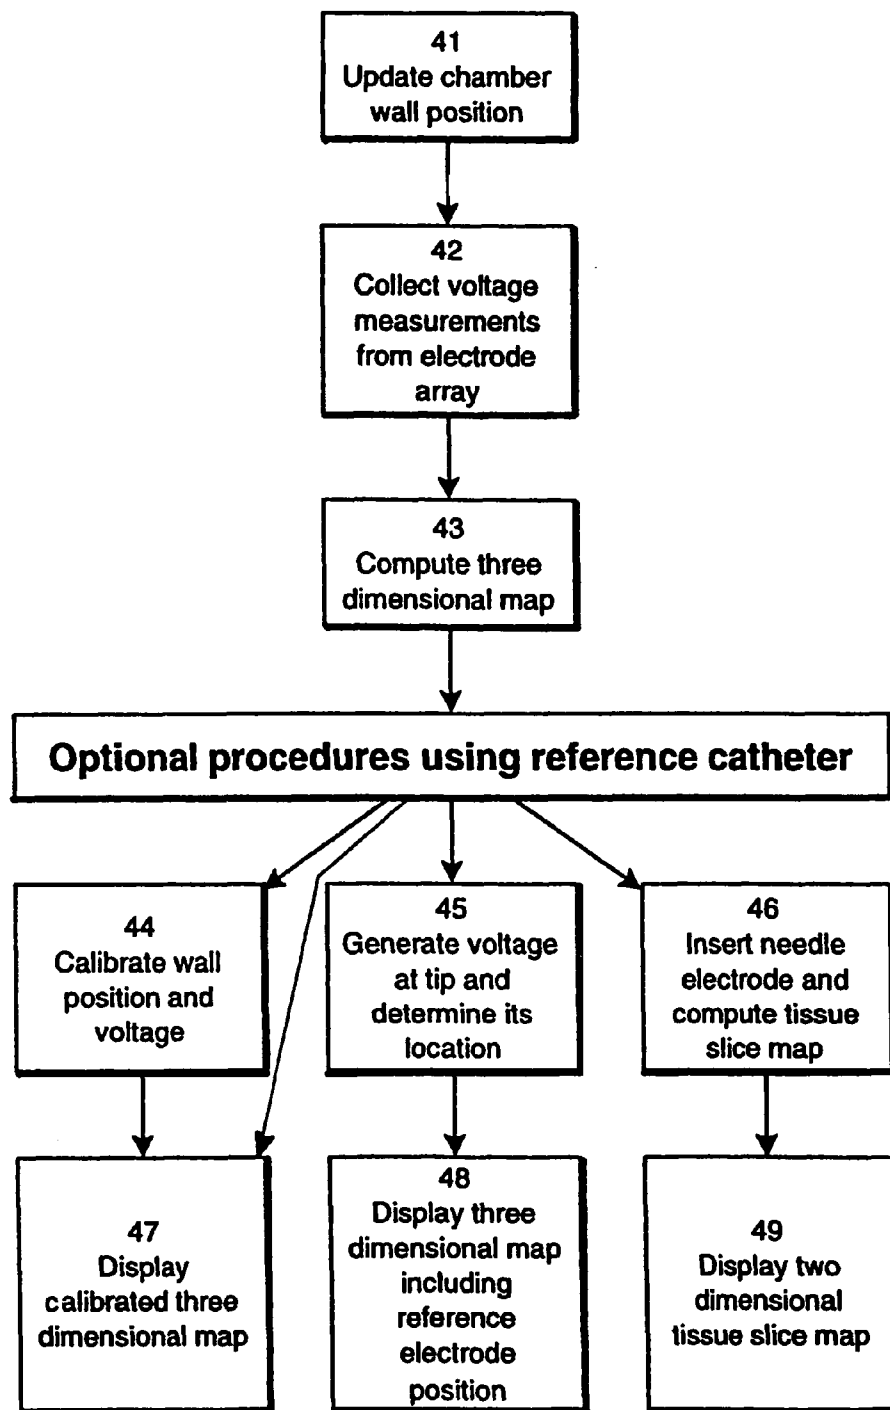 41
Update chamber
wall position
42
Collect voltage
measurements
from electrode
array
43
Compute three
dimensional map
Optional procedures using reference catheter
44
Calibrate wall
position and
voltage
45
Generate voltage
at tip and
determine its
location
46
Insert needle
electrode and
compute tissue
slice map
47
Display
calibrated three
dimensional map
48
Display three
dimensional map
including
reference
electrode
position
49
Display two
dimensional
tissue slice map